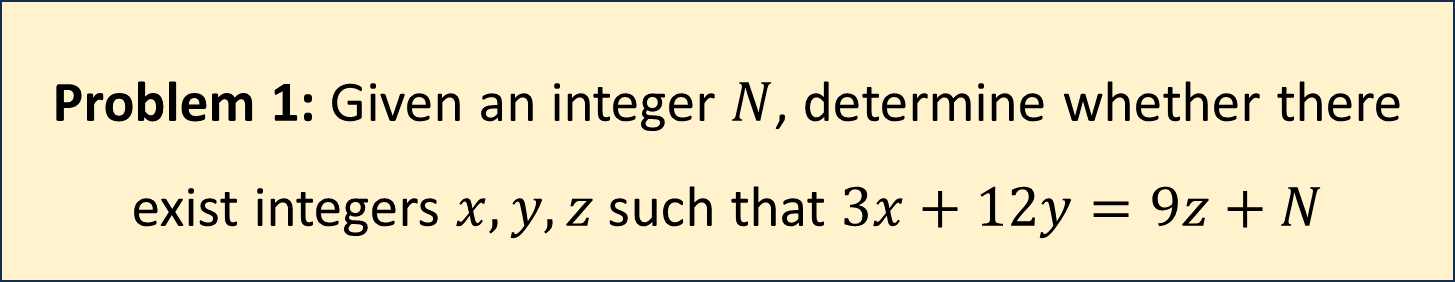 Problem 1: Given an integer N, determine whether there
exist integers x, y, z such that 3x + 12y = 9z + N